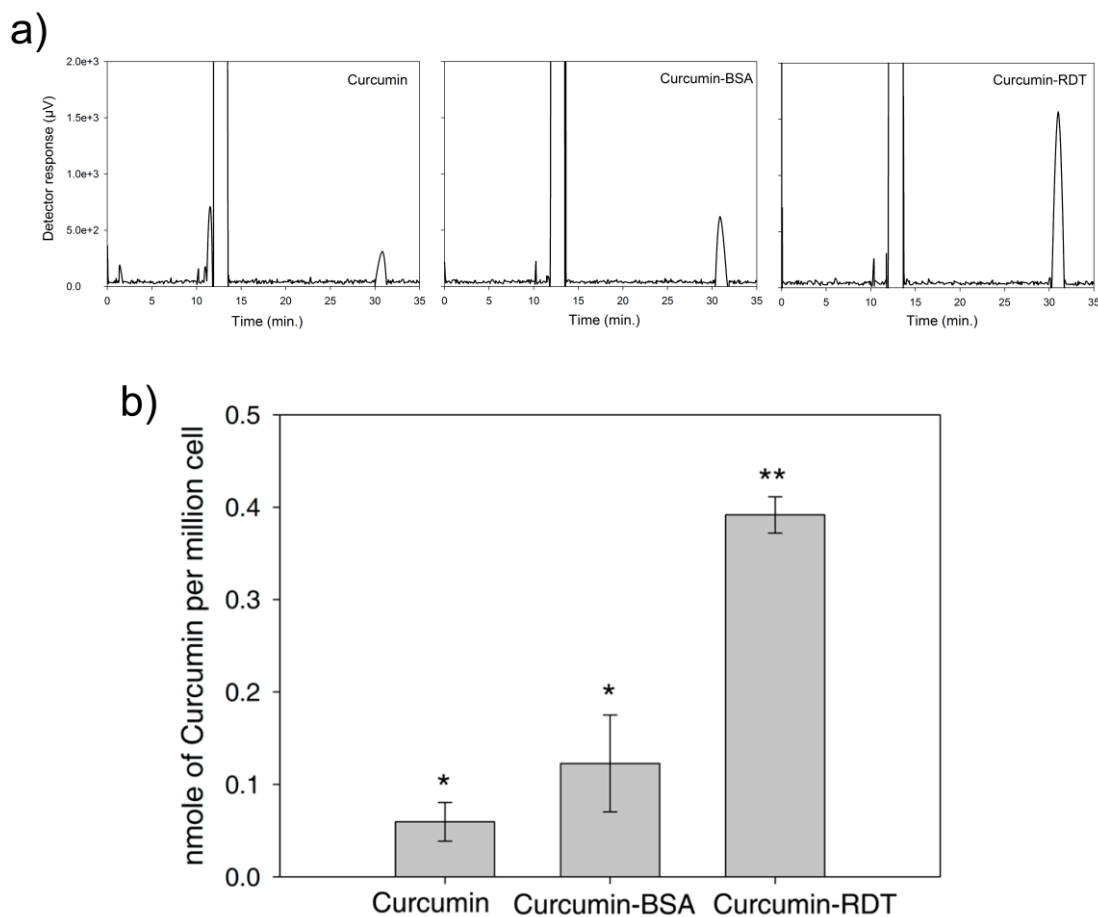 a)
Curcumin
Curcumin-BSA
Curcumin-RDT
Detector response (μV)
2.0e+3
1.5e+3
1.0e+3
5.0e+2
0.0
0 5 10 15 20 25 30 35
0 5 10 15 20 25 30 35
0 5 10 15 20 25 30 35
Time (min.)
Time (min.)
Time (min.)
b)
nmole of Curcumin per million cell
0.5
0.4
0.3
0.2
0.1
0.0
*
*
**
Curcumin
Curcumin-BSA
Curcumin-RDT